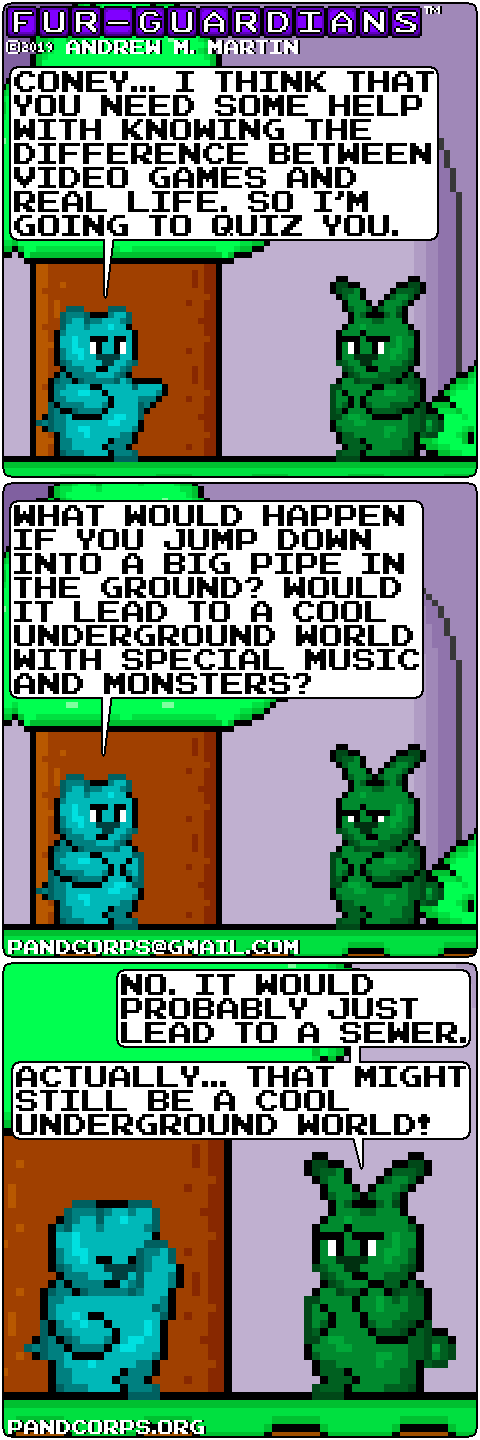 FUR-GUARDIANS™
©2019 ANDREW M. MARTIN
CONEY... I THINK THAT
YOU NEED SOME HELP
WITH KNOWING THE
DIFFERENCE BETWEEN
VIDEO GAMES AND
REAL LIFE. SO I'M
GOING TO QUIZ YOU.
WHAT WOULD HAPPEN
IF YOU JUMP DOWN
INTO A BIG PIPE IN
THE GROUND? WOULD
IT LEAD TO A COOL
UNDERGROUND WORLD
WITH SPECIAL MUSIC
AND MONSTERS?
PANDCORPS@GMAIL.COM
NO. IT WOULD
PROBABLY JUST
LEAD TO A SEWER.
ACTUALLY... THAT MIGHT
STILL BE A COOL
UNDERGROUND WORLD!
PANDCORPS.ORG